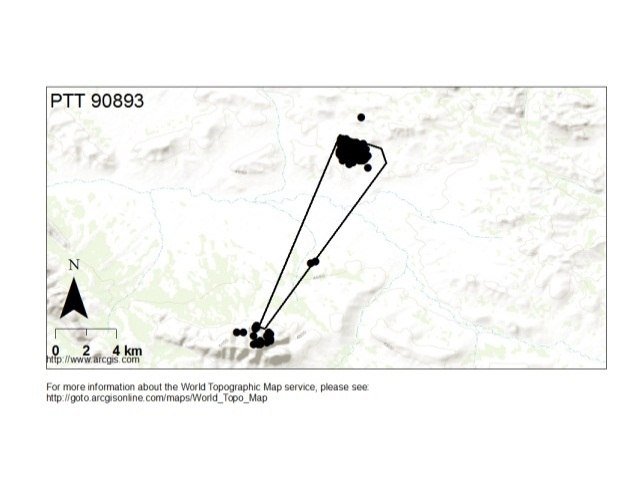 PTT 90893
N
0 2 4 km
http://www.arcgis.com
For more information about the World Topographic Map service, please see:
http://goto.arcgisonline.com/maps/World_Topo_Map